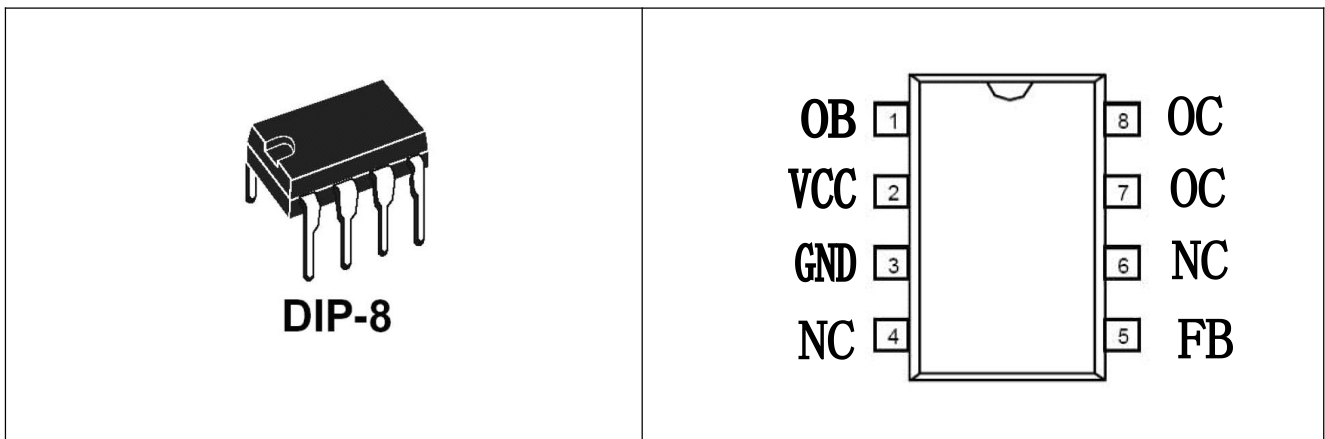 DIP-8
OB 1 8 OC
VCC 2 7 OC
GND 3 6 NC
NC 4 5 FB